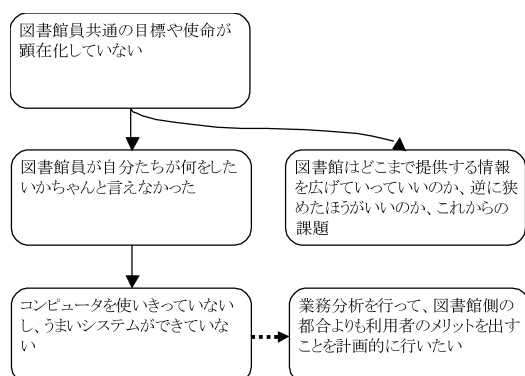 図書館員共通の目標や使命が
顕在化していない
図書館員が自分たちが何をした
いかちゃんと言えなかった
図書館はどこまで提供する情報
を広げていっていいのか、逆に狭
めたほうがいいのか、これからの
課題
コンピュータを使いきっていない
し、うまいシステムができていな
い
業務分析を行って、図書館側の
都合よりも利用者のメリットを出す
ことを計画的に行いたい